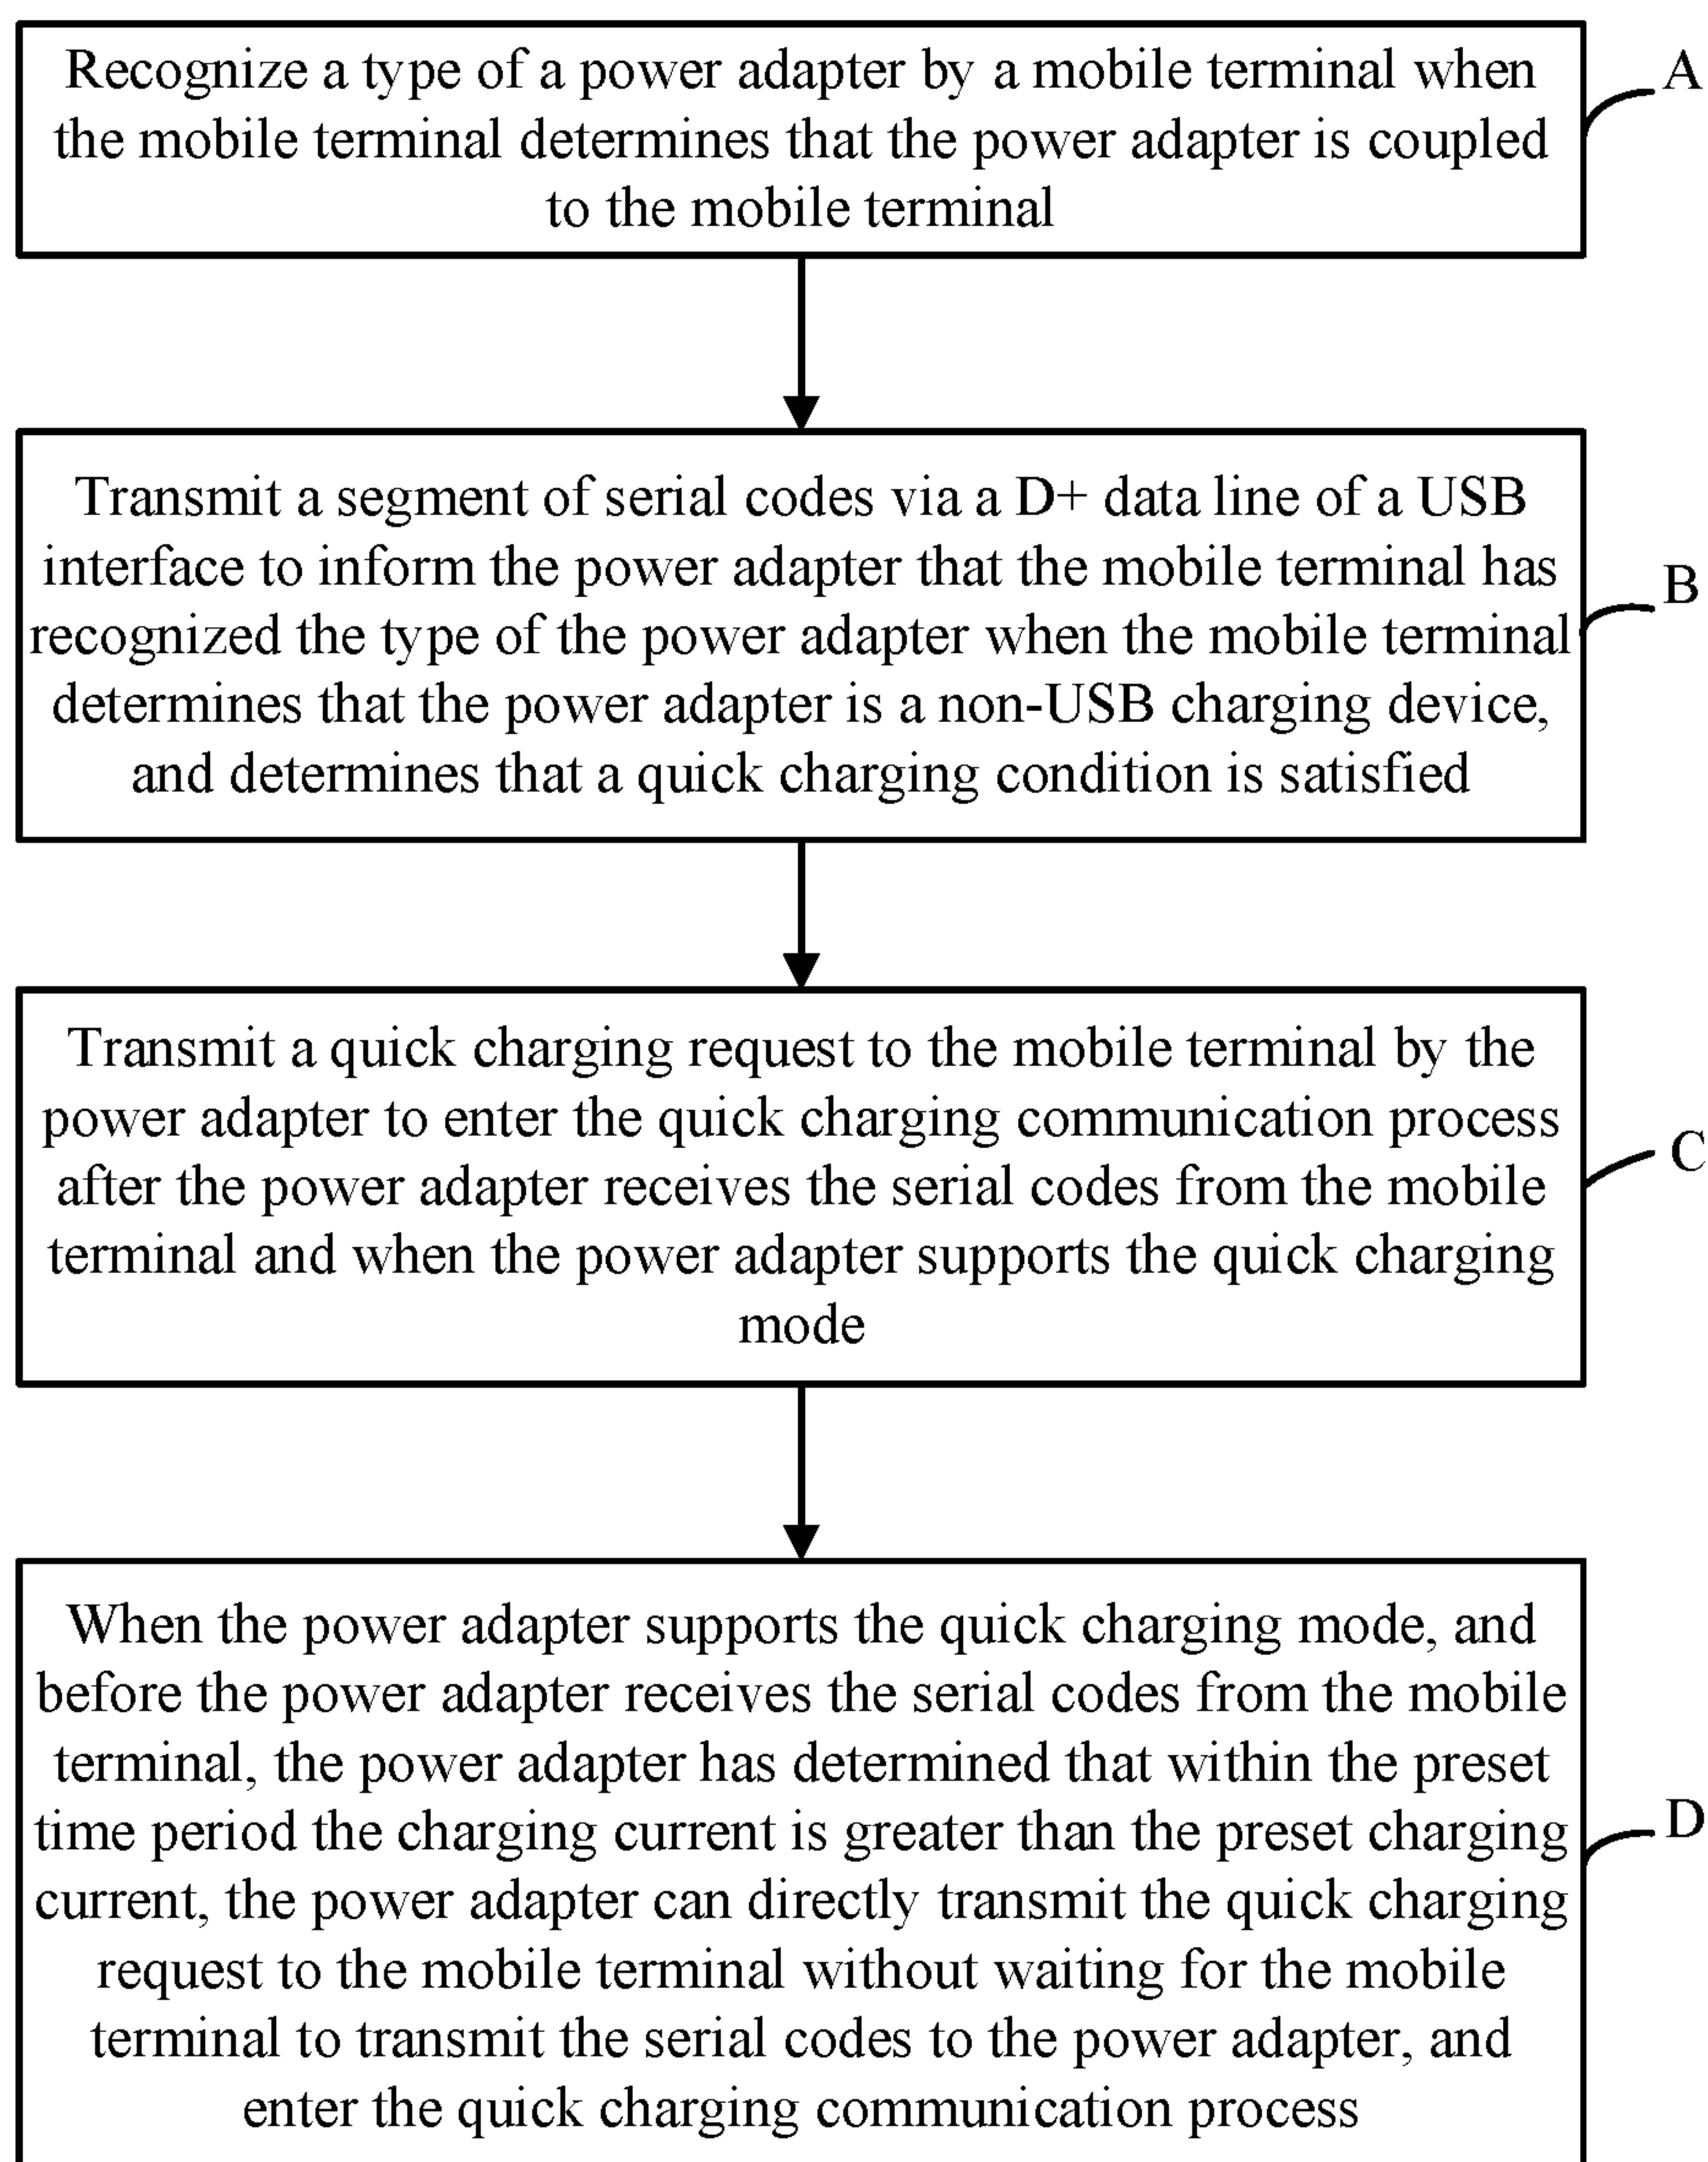 Recognize a type of a power adapter by a mobile terminal when
the mobile terminal determines that the power adapter is coupled
to the mobile terminal
A
Transmit a segment of serial codes via a D+ data line of a USB
interface to inform the power adapter that the mobile terminal has
recognized the type of the power adapter when the mobile terminal
determines that the power adapter is a non-USB charging device,
and determines that a quick charging condition is satisfied
B
Transmit a quick charging request to the mobile terminal by the
power adapter to enter the quick charging communication process
after the power adapter receives the serial codes from the mobile
terminal and when the power adapter supports the quick charging
mode
C
When the power adapter supports the quick charging mode, and
before the power adapter receives the serial codes from the mobile
terminal, the power adapter has determined that within the preset
time period the charging current is greater than the preset charging
current, the power adapter can directly transmit the quick charging
request to the mobile terminal without waiting for the mobile
terminal to transmit the serial codes to the power adapter, and
enter the quick charging communication process
D